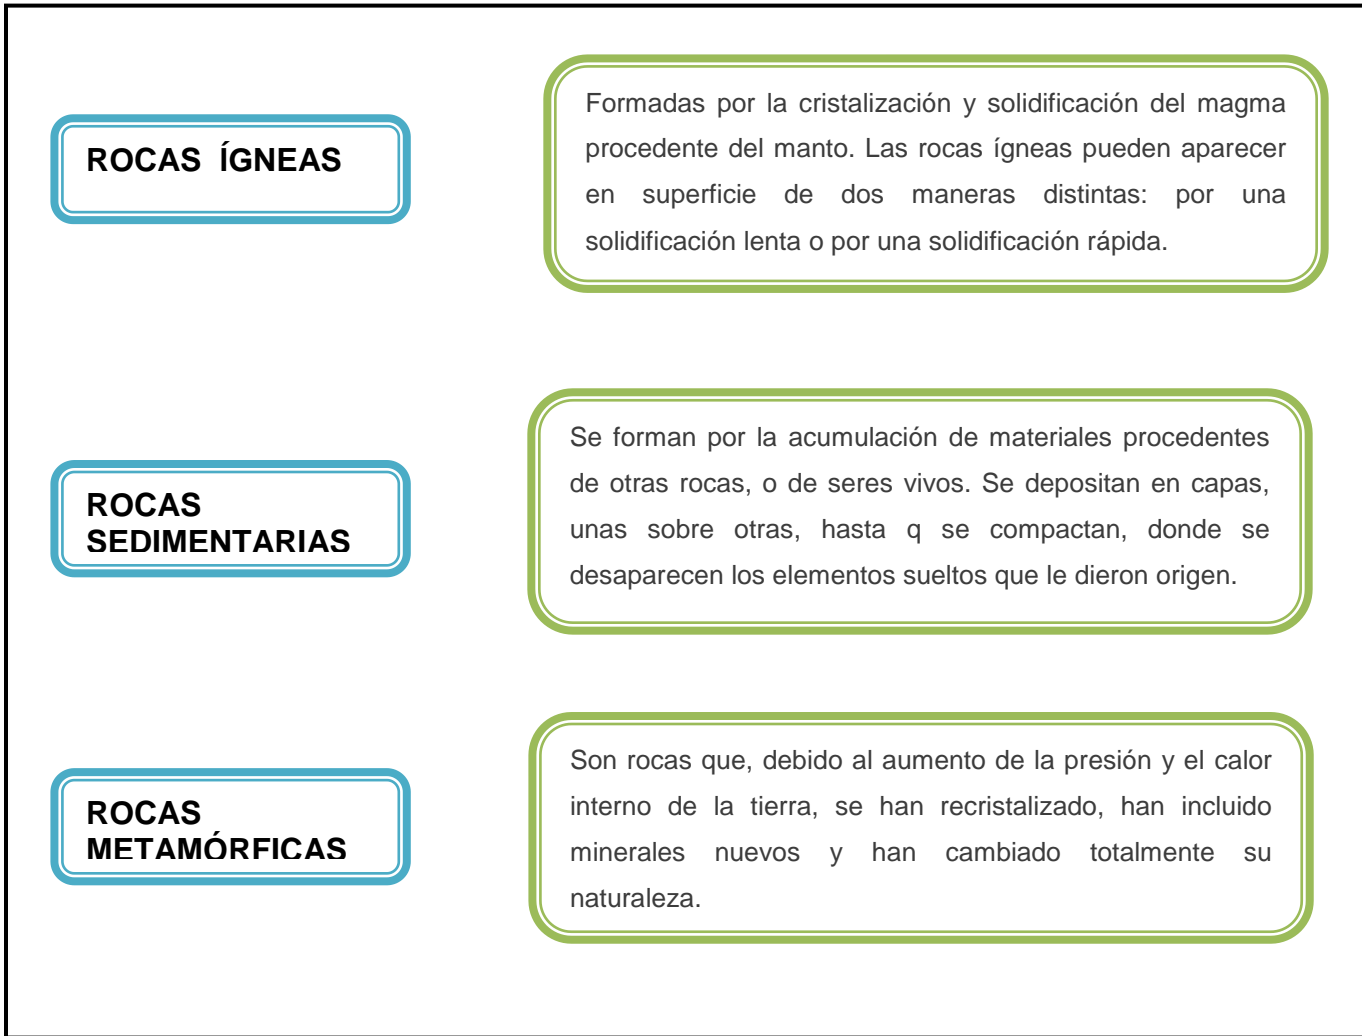 ROCAS ÍGNEAS
Formadas por la cristalización y solidificación del magma
procedente del manto. Las rocas ígneas pueden aparecer
en superficie de dos maneras distintas: por una
solidificación lenta o por una solidificación rápida.
ROCAS
SEDIMENTARIAS
Se forman por la acumulación de materiales procedentes
de otras rocas, o de seres vivos. Se depositan en capas,
unas sobre otras, hasta q se compactan, donde se
desaparecen los elementos sueltos que le dieron origen.
ROCAS
METAMÓRFICAS
Son rocas que, debido al aumento de la presión y el calor
interno de la tierra, se han recristalizado, han incluido
minerales nuevos y han cambiado totalmente su
naturaleza.